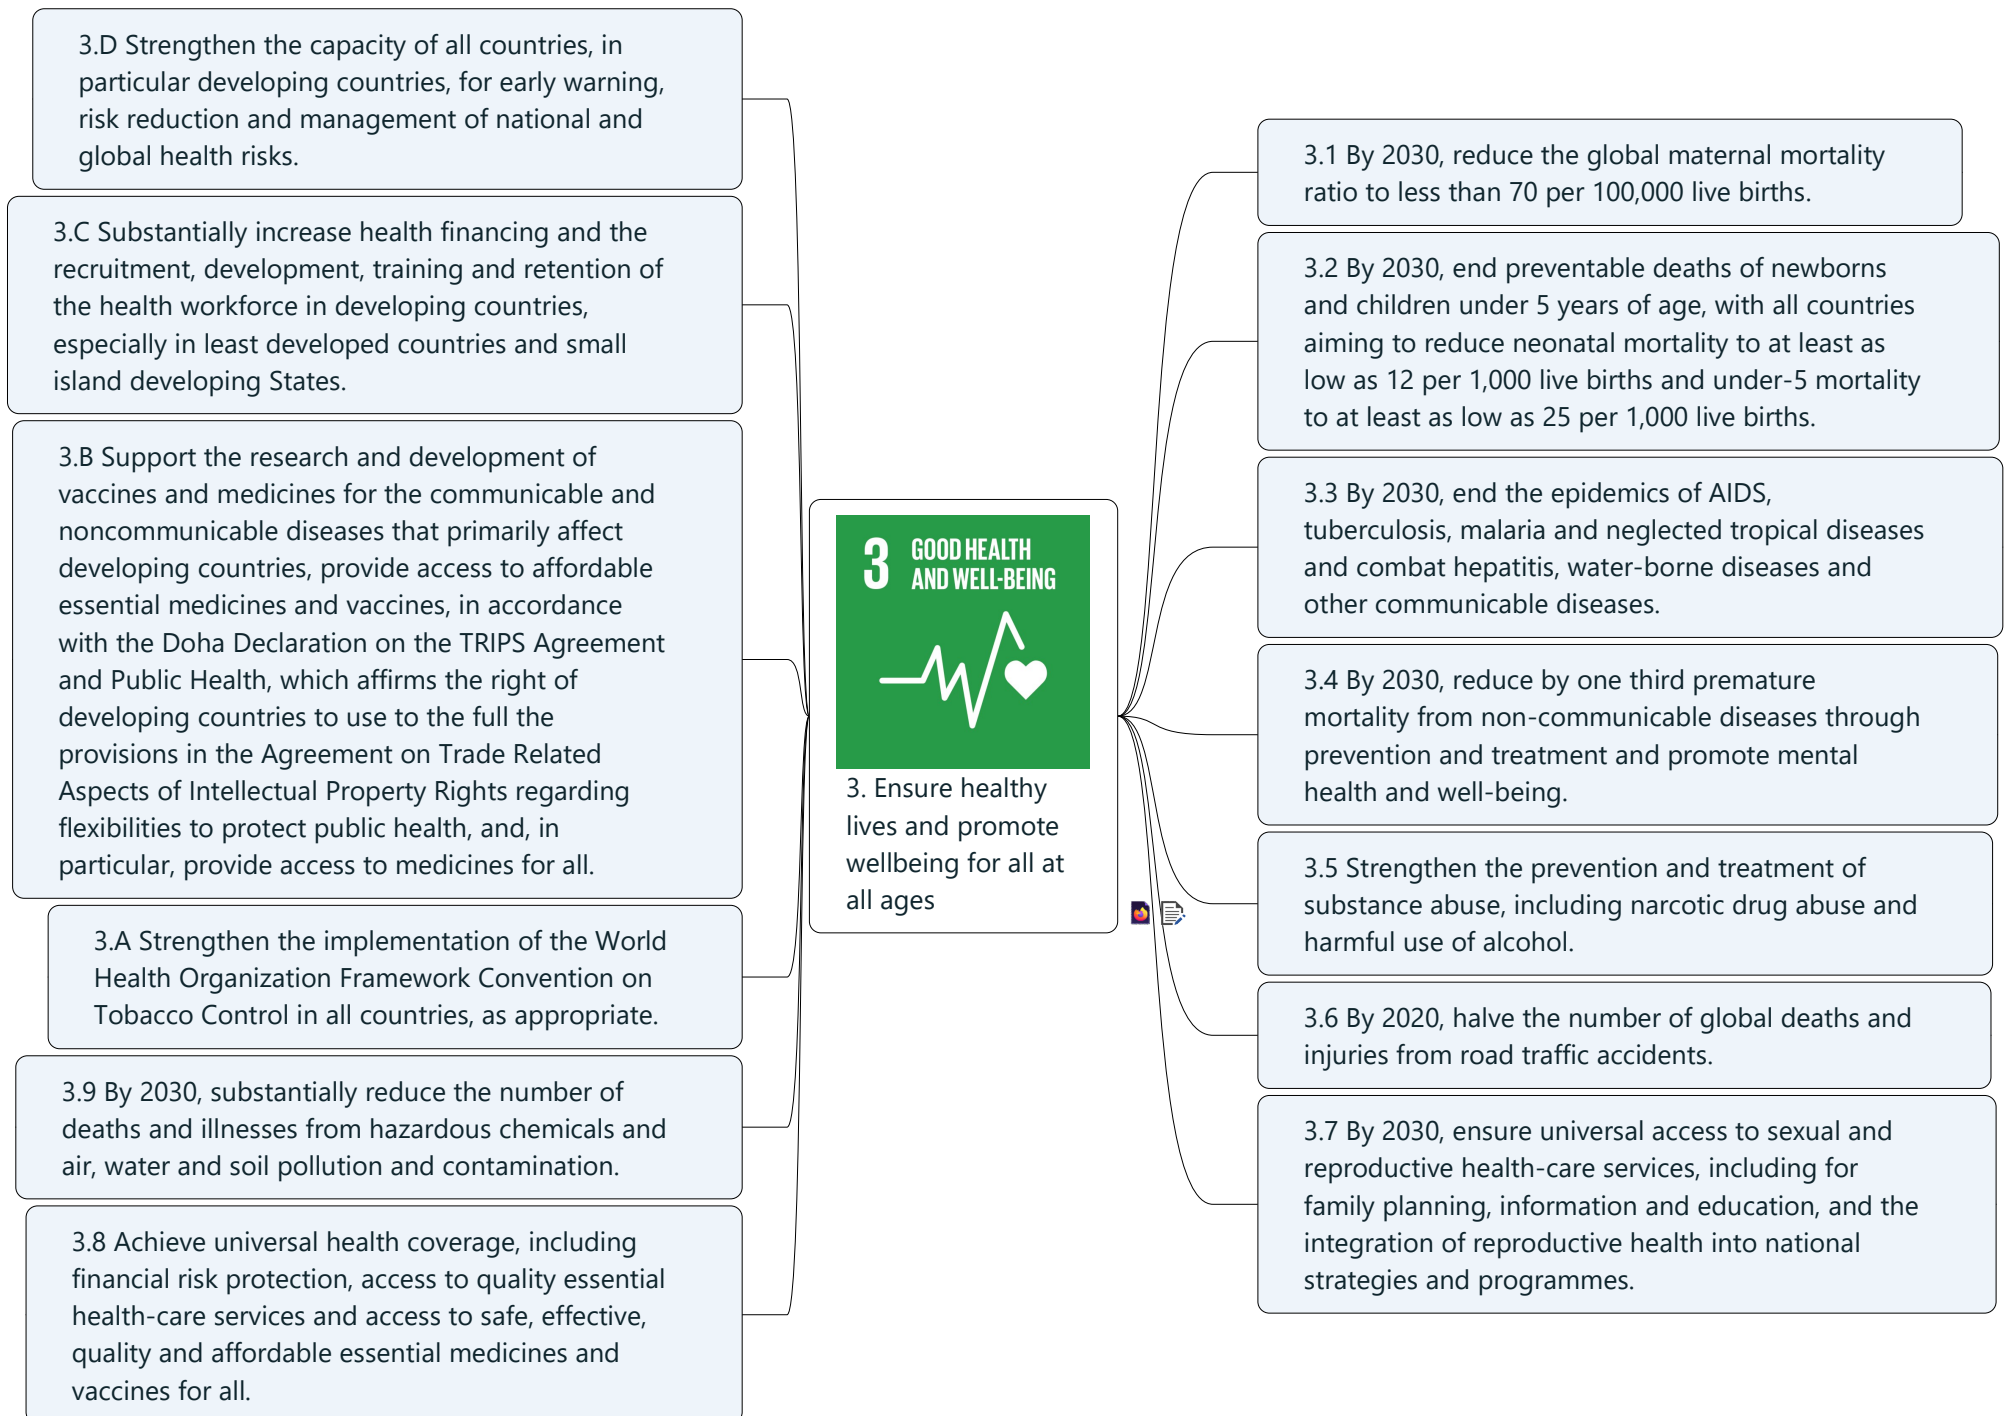 3.D Strengthen the capacity of all countries, in
particular developing countries, for early warning,
risk reduction and management of national and
global health risks.
3.C Substantially increase health financing and the
recruitment, development, training and retention of
the health workforce in developing countries,
especially in least developed countries and small
island developing States.
3.B Support the research and development of
vaccines and medicines for the communicable and
noncommunicable diseases that primarily affect
developing countries, provide access to affordable
essential medicines and vaccines, in accordance
with the Doha Declaration on the TRIPS Agreement
and Public Health, which affirms the right of
developing countries to use to the full the
provisions in the Agreement on Trade Related
Aspects of Intellectual Property Rights regarding
flexibilities to protect public health, and, in
particular, provide access to medicines for all.
3.A Strengthen the implementation of the World
Health Organization Framework Convention on
Tobacco Control in all countries, as appropriate.
3.9 By 2030, substantially reduce the number of
deaths and illnesses from hazardous chemicals and
air, water and soil pollution and contamination.
3.8 Achieve universal health coverage, including
financial risk protection, access to quality essential
health-care services and access to safe, effective,
quality and affordable essential medicines and
vaccines for all.
3 GOOD HEALTH
AND WELL-BEING
3. Ensure healthy
lives and promote
wellbeing for all at
all ages
3.1 By 2030, reduce the global maternal mortality
ratio to less than 70 per 100,000 live births.
3.2 By 2030, end preventable deaths of newborns
and children under 5 years of age, with all countries
aiming to reduce neonatal mortality to at least as
low as 12 per 1,000 live births and under-5 mortality
to at least as low as 25 per 1,000 live births.
3.3 By 2030, end the epidemics of AIDS,
tuberculosis, malaria and neglected tropical diseases
and combat hepatitis, water-borne diseases and
other communicable diseases.
3.4 By 2030, reduce by one third premature
mortality from non-communicable diseases through
prevention and treatment and promote mental
health and well-being.
3.5 Strengthen the prevention and treatment of
substance abuse, including narcotic drug abuse and
harmful use of alcohol.
3.6 By 2020, halve the number of global deaths and
injuries from road traffic accidents.
3.7 By 2030, ensure universal access to sexual and
reproductive health-care services, including for
family planning, information and education, and the
integration of reproductive health into national
strategies and programmes.